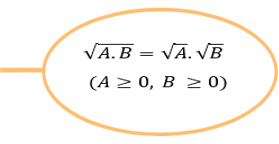 √A.B = √A.√B
(A ≥ 0, B ≥ 0)